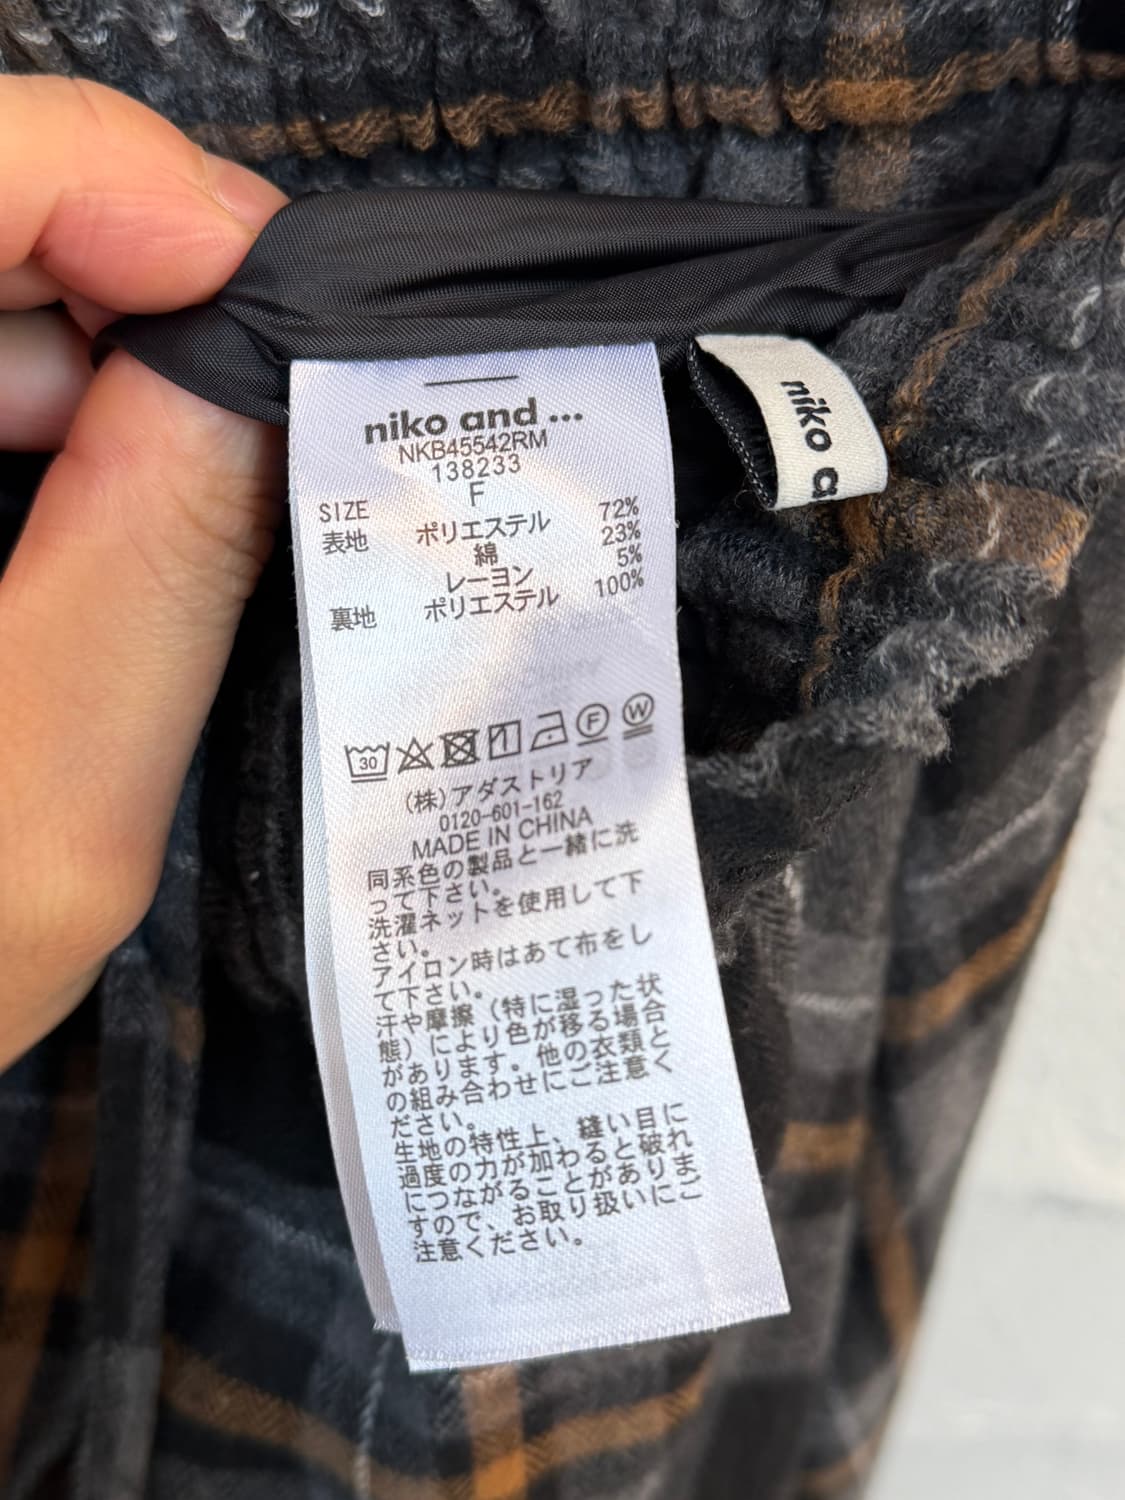 niko and ...
NKB45542RM
138233
SIZE F
表地 ポリエステル 72%
綿 23%
レーヨン 5%
裏地 ポリエステル 100%
30
F
W
(株)アダストリア
0120-601-162
MADE IN CHINA
同系色の製品と一緒に洗
って下さい。
洗濯ネットを使用して下
さい。
アイロン時はあて布をし
て下さい。
汗や摩擦（特に湿った状
態）により色が移る場合
があります。他の衣類と
の組み合わせにご注意く
ださい。
生地の特性上、縫い目に
過度の力が加わると破れ
につながることがありま
すので、お取り扱いにご
注意ください。
niko a